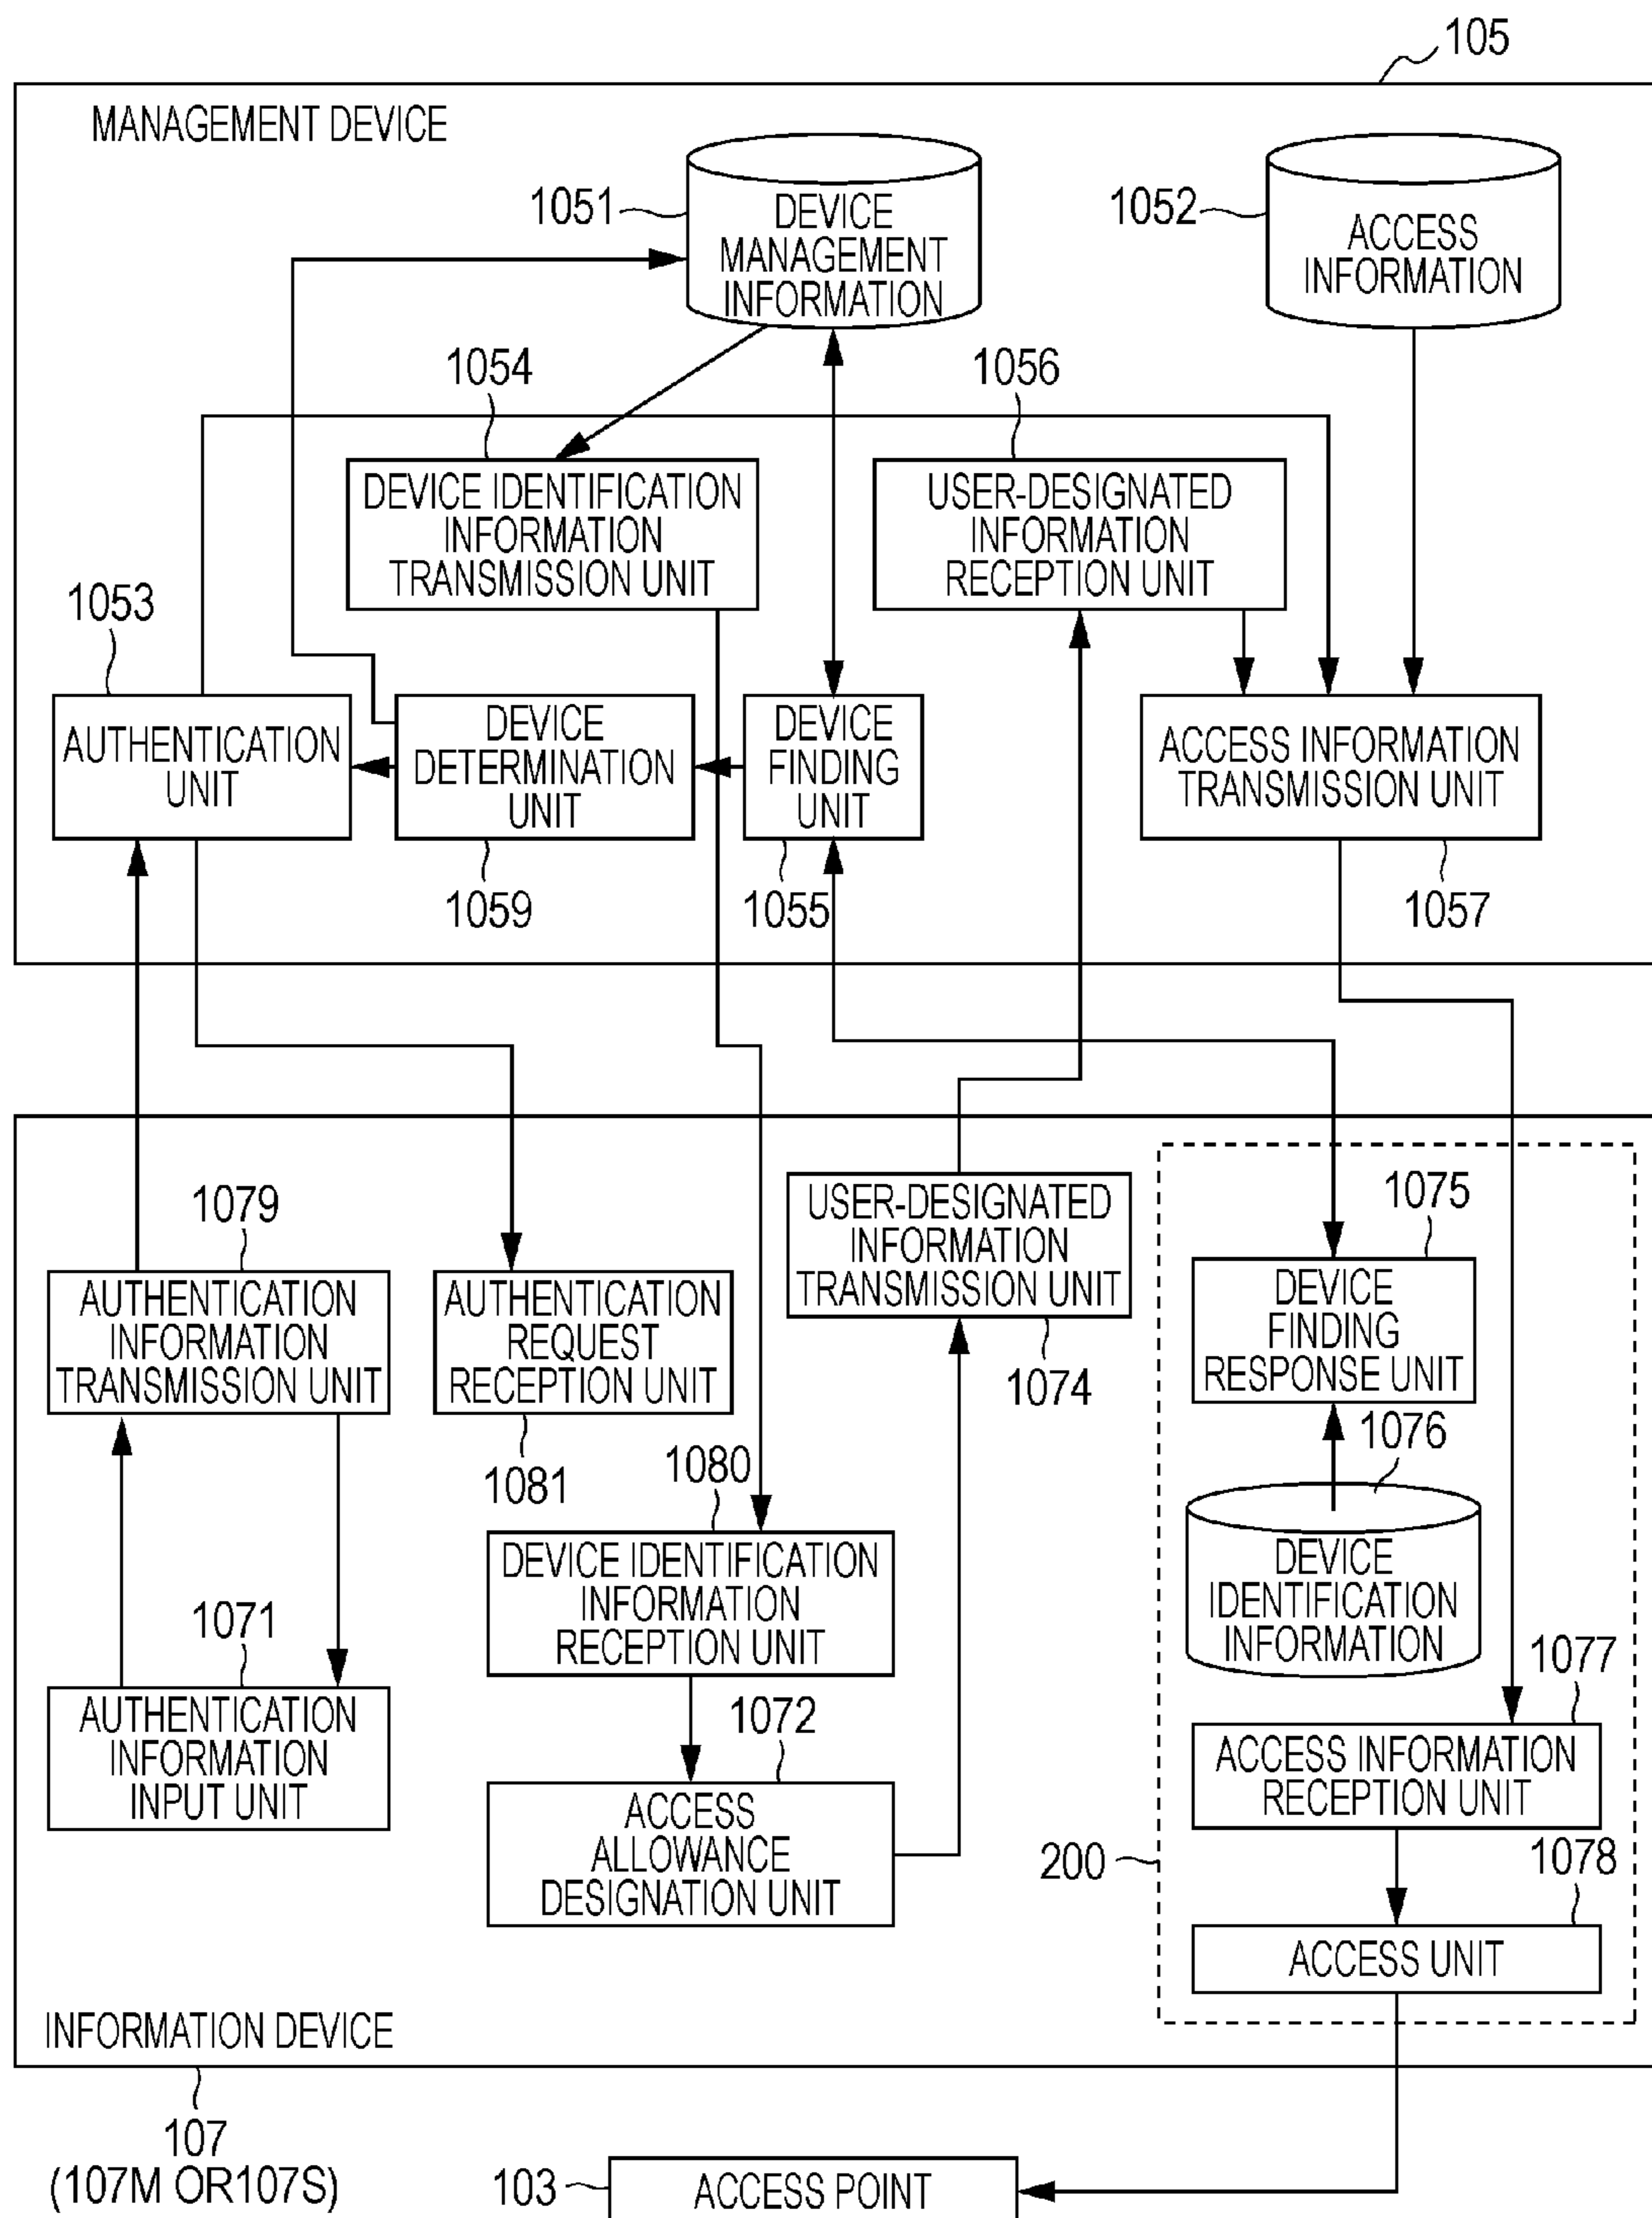 105
MANAGEMENT DEVICE
1051
DEVICE
MANAGEMENT
INFORMATION
1052
ACCESS
INFORMATION
1054
1056
DEVICE IDENTIFICATION
INFORMATION
TRANSMISSION UNIT
USER-DESIGNATED
INFORMATION
RECEPTION UNIT
1053
AUTHENTICATION
UNIT
DEVICE
DETERMINATION
UNIT
DEVICE
FINDING
UNIT
ACCESS INFORMATION
TRANSMISSION UNIT
1059
1055
1057
1079
AUTHENTICATION
INFORMATION
TRANSMISSION UNIT
AUTHENTICATION
REQUEST
RECEPTION UNIT
1081
USER-DESIGNATED
INFORMATION
TRANSMISSION UNIT
1074
1075
DEVICE
FINDING
RESPONSE UNIT
1076
DEVICE
IDENTIFICATION
INFORMATION
1080
DEVICE IDENTIFICATION
INFORMATION
RECEPTION UNIT
1071
AUTHENTICATION
INFORMATION
INPUT UNIT
1072
ACCESS
ALLOWANCE
DESIGNATION UNIT
1077
ACCESS INFORMATION
RECEPTION UNIT
200
1078
ACCESS UNIT
INFORMATION DEVICE
107
(107M OR107S)
103
ACCESS POINT